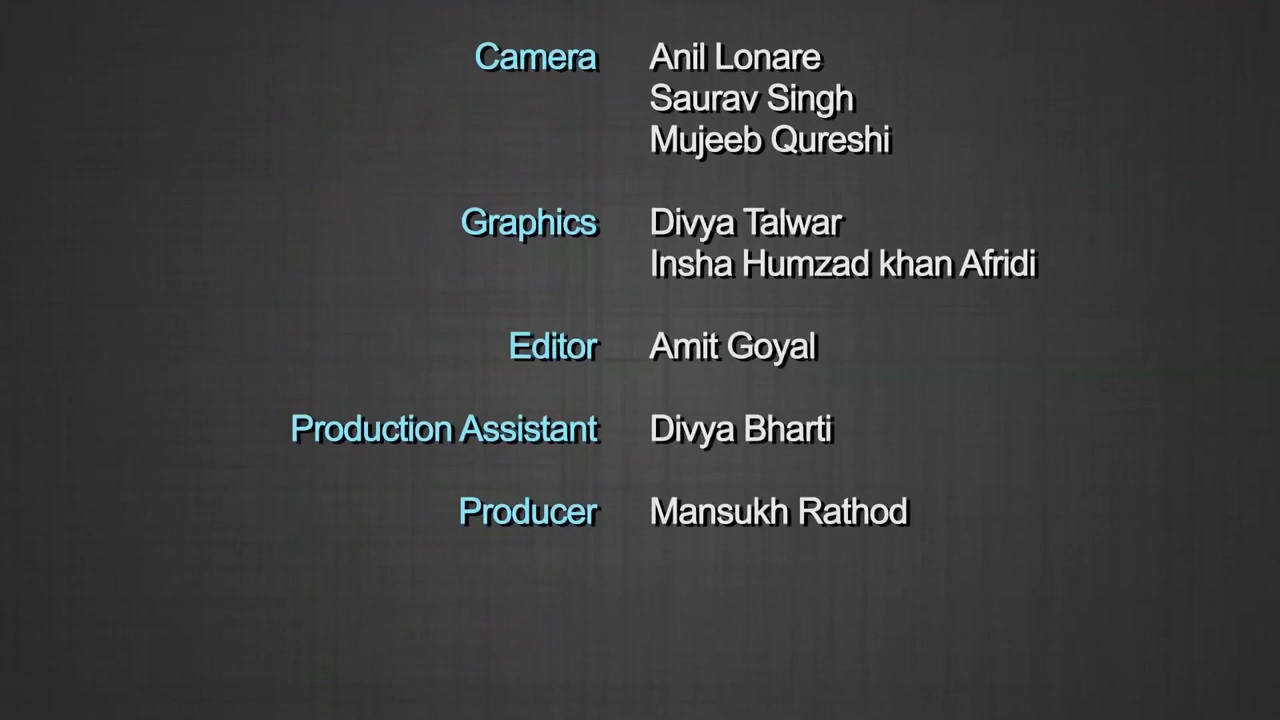 Camera Anil Lonare
Saurav Singh
Mujeeb Qureshi
Graphics Divya Talwar
Insha Humzad khan Afridi
Editor Amit Goyal
Production Assistant Divya Bharti
Producer Mansukh Rathod